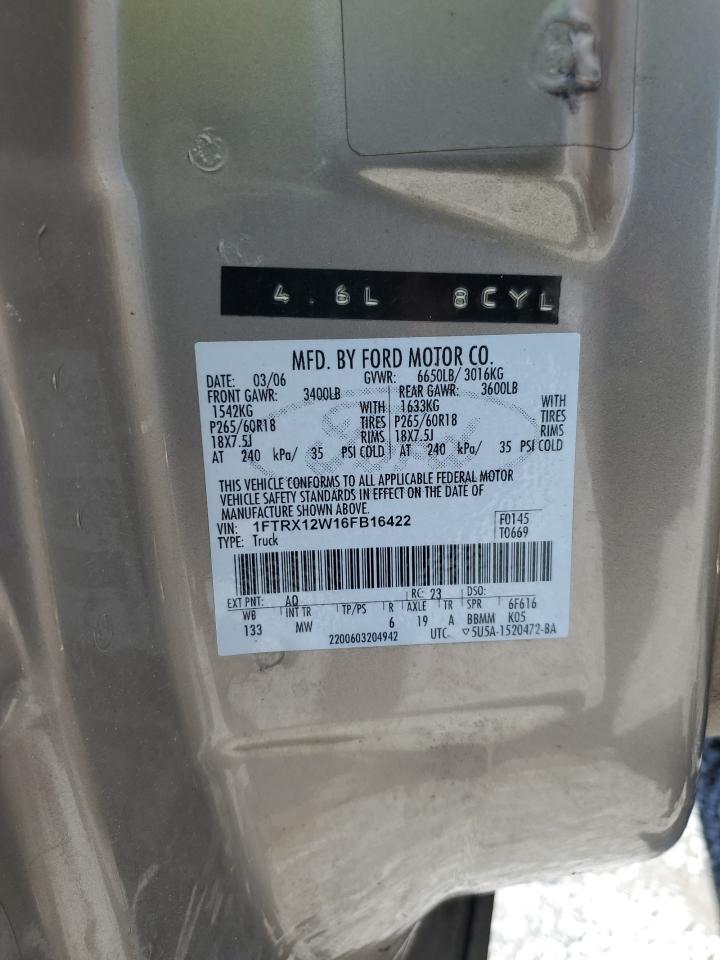 4.6L 8CYL
MFD. BY FORD MOTOR CO.
DATE: 03/06 GVWR: 6650LB/ 3016KG
FRONT GAWR: 3400LB REAR GAWR: 3600LB
1542KG WITH 1633KG WITH
P265/60R18 TIRES P265/60R18 TIRES
18X7.5J RIMS 18X7.5J RIMS
AT 240 kPa/ 35 PSI COLD AT 240 kPa/ 35 PSI COLD
THIS VEHICLE CONFORMS TO ALL APPLICABLE FEDERAL MOTOR
VEHICLE SAFETY STANDARDS IN EFFECT ON THE DATE OF
MANUFACTURE SHOWN ABOVE.
VIN: 1FTRX12W16FB16422 F0145
TYPE: Truck T0669
EXT PNT: AQ RC: 23 DSO:
WB INT TR TP/PS R AXLE TR SPR 6F616
133 MW 6 19 A BBMM K05
2200603204942 UTC ▽5U5A-1520472-BA